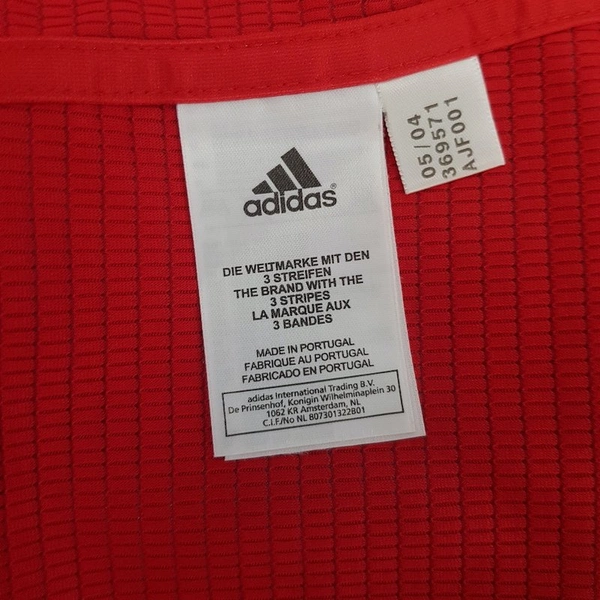 adidas®
DIE WELTMARKE MIT DEN
3 STREIFEN
THE BRAND WITH THE
3 STRIPES
LA MARQUE AUX
3 BANDES
MADE IN PORTUGAL
FABRIQUE AU PORTUGAL
FABRICADO EN PORTUGAL
adidas International Trading B.V.
De Prinsenhof, Konigin Wilhelminaplein 30
1062 KR Amsterdam, NL
C.I.F./No NL 807301322B01
05/04
369571
AJF001